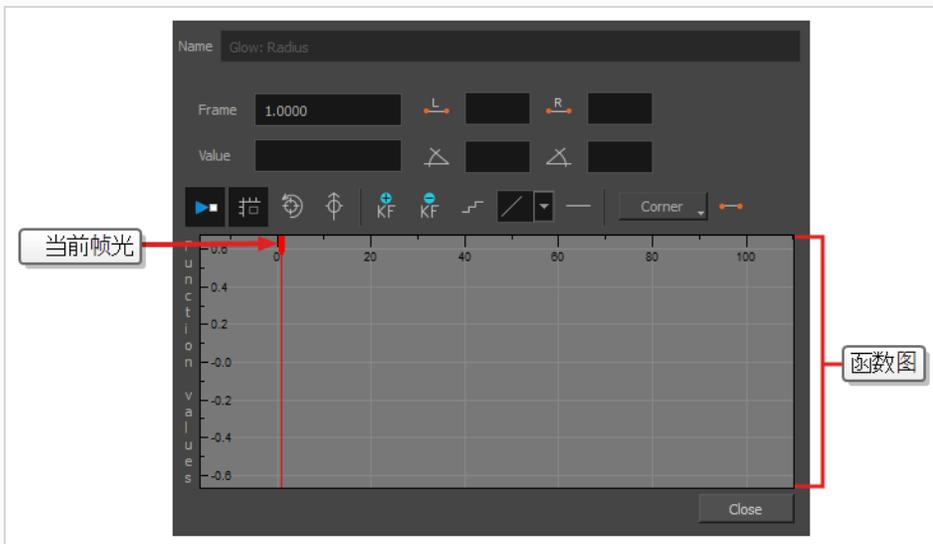 Name Glow: Radius
Frame 1.0000 L R
Value
KF KF Corner
当前帧光
Function values
0 20 40 60 80 100
-0.6
-0.4
-0.2
-0.0
-0.2
-0.4
-0.6
函数图
Close